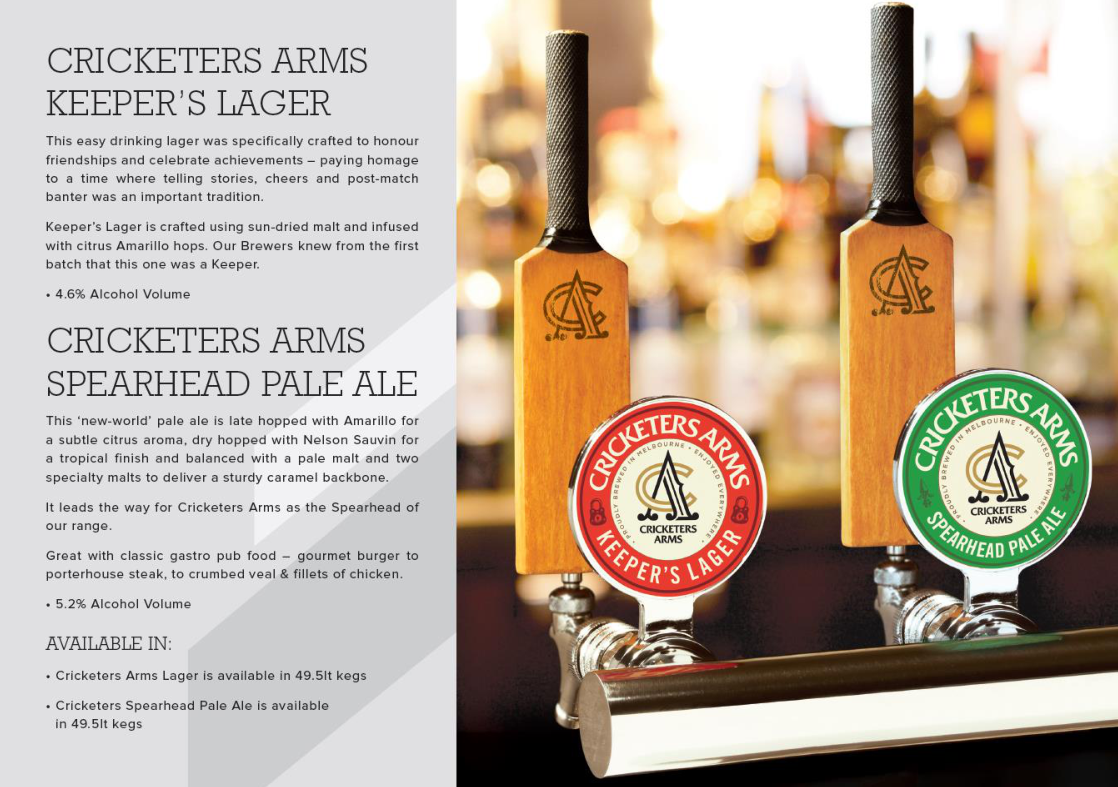 CRICKETERS ARMS
KEEPER'S LAGER
This easy drinking lager was specifically crafted to honour
friendships and celebrate achievements – paying homage
to a time where telling stories, cheers and post-match
banter was an important tradition.
Keeper's Lager is crafted using sun-dried malt and infused
with citrus Amarillo hops. Our Brewers knew from the first
batch that this one was a Keeper.
• 4.6% Alcohol Volume
CRICKETERS ARMS
SPEARHEAD PALE ALE
This 'new-world' pale ale is late hopped with Amarillo for
a subtle citrus aroma, dry hopped with Nelson Sauvin for
a tropical finish and balanced with a pale malt and two
specialty malts to deliver a sturdy caramel backbone.
It leads the way for Cricketers Arms as the Spearhead of
our range.
Great with classic gastro pub food – gourmet burger to
porterhouse steak, to crumbed veal & fillets of chicken.
• 5.2% Alcohol Volume
AVAILABLE IN:
• Cricketers Arms Lager is available in 49.5lt kegs
• Cricketers Spearhead Pale Ale is available
in 49.5lt kegs
CA
CRICKETERS ARMS
PROUDLY BREWED IN MELBOURNE • ENJOYED EVERYWHERE •
CA
CRICKETERS
ARMS
KEEPER'S LAGER
CA
CRICKETERS ARMS
PROUDLY BREWED IN MELBOURNE • ENJOYED EVERYWHERE •
CA
CRICKETERS
ARMS
SPEARHEAD PALE ALE